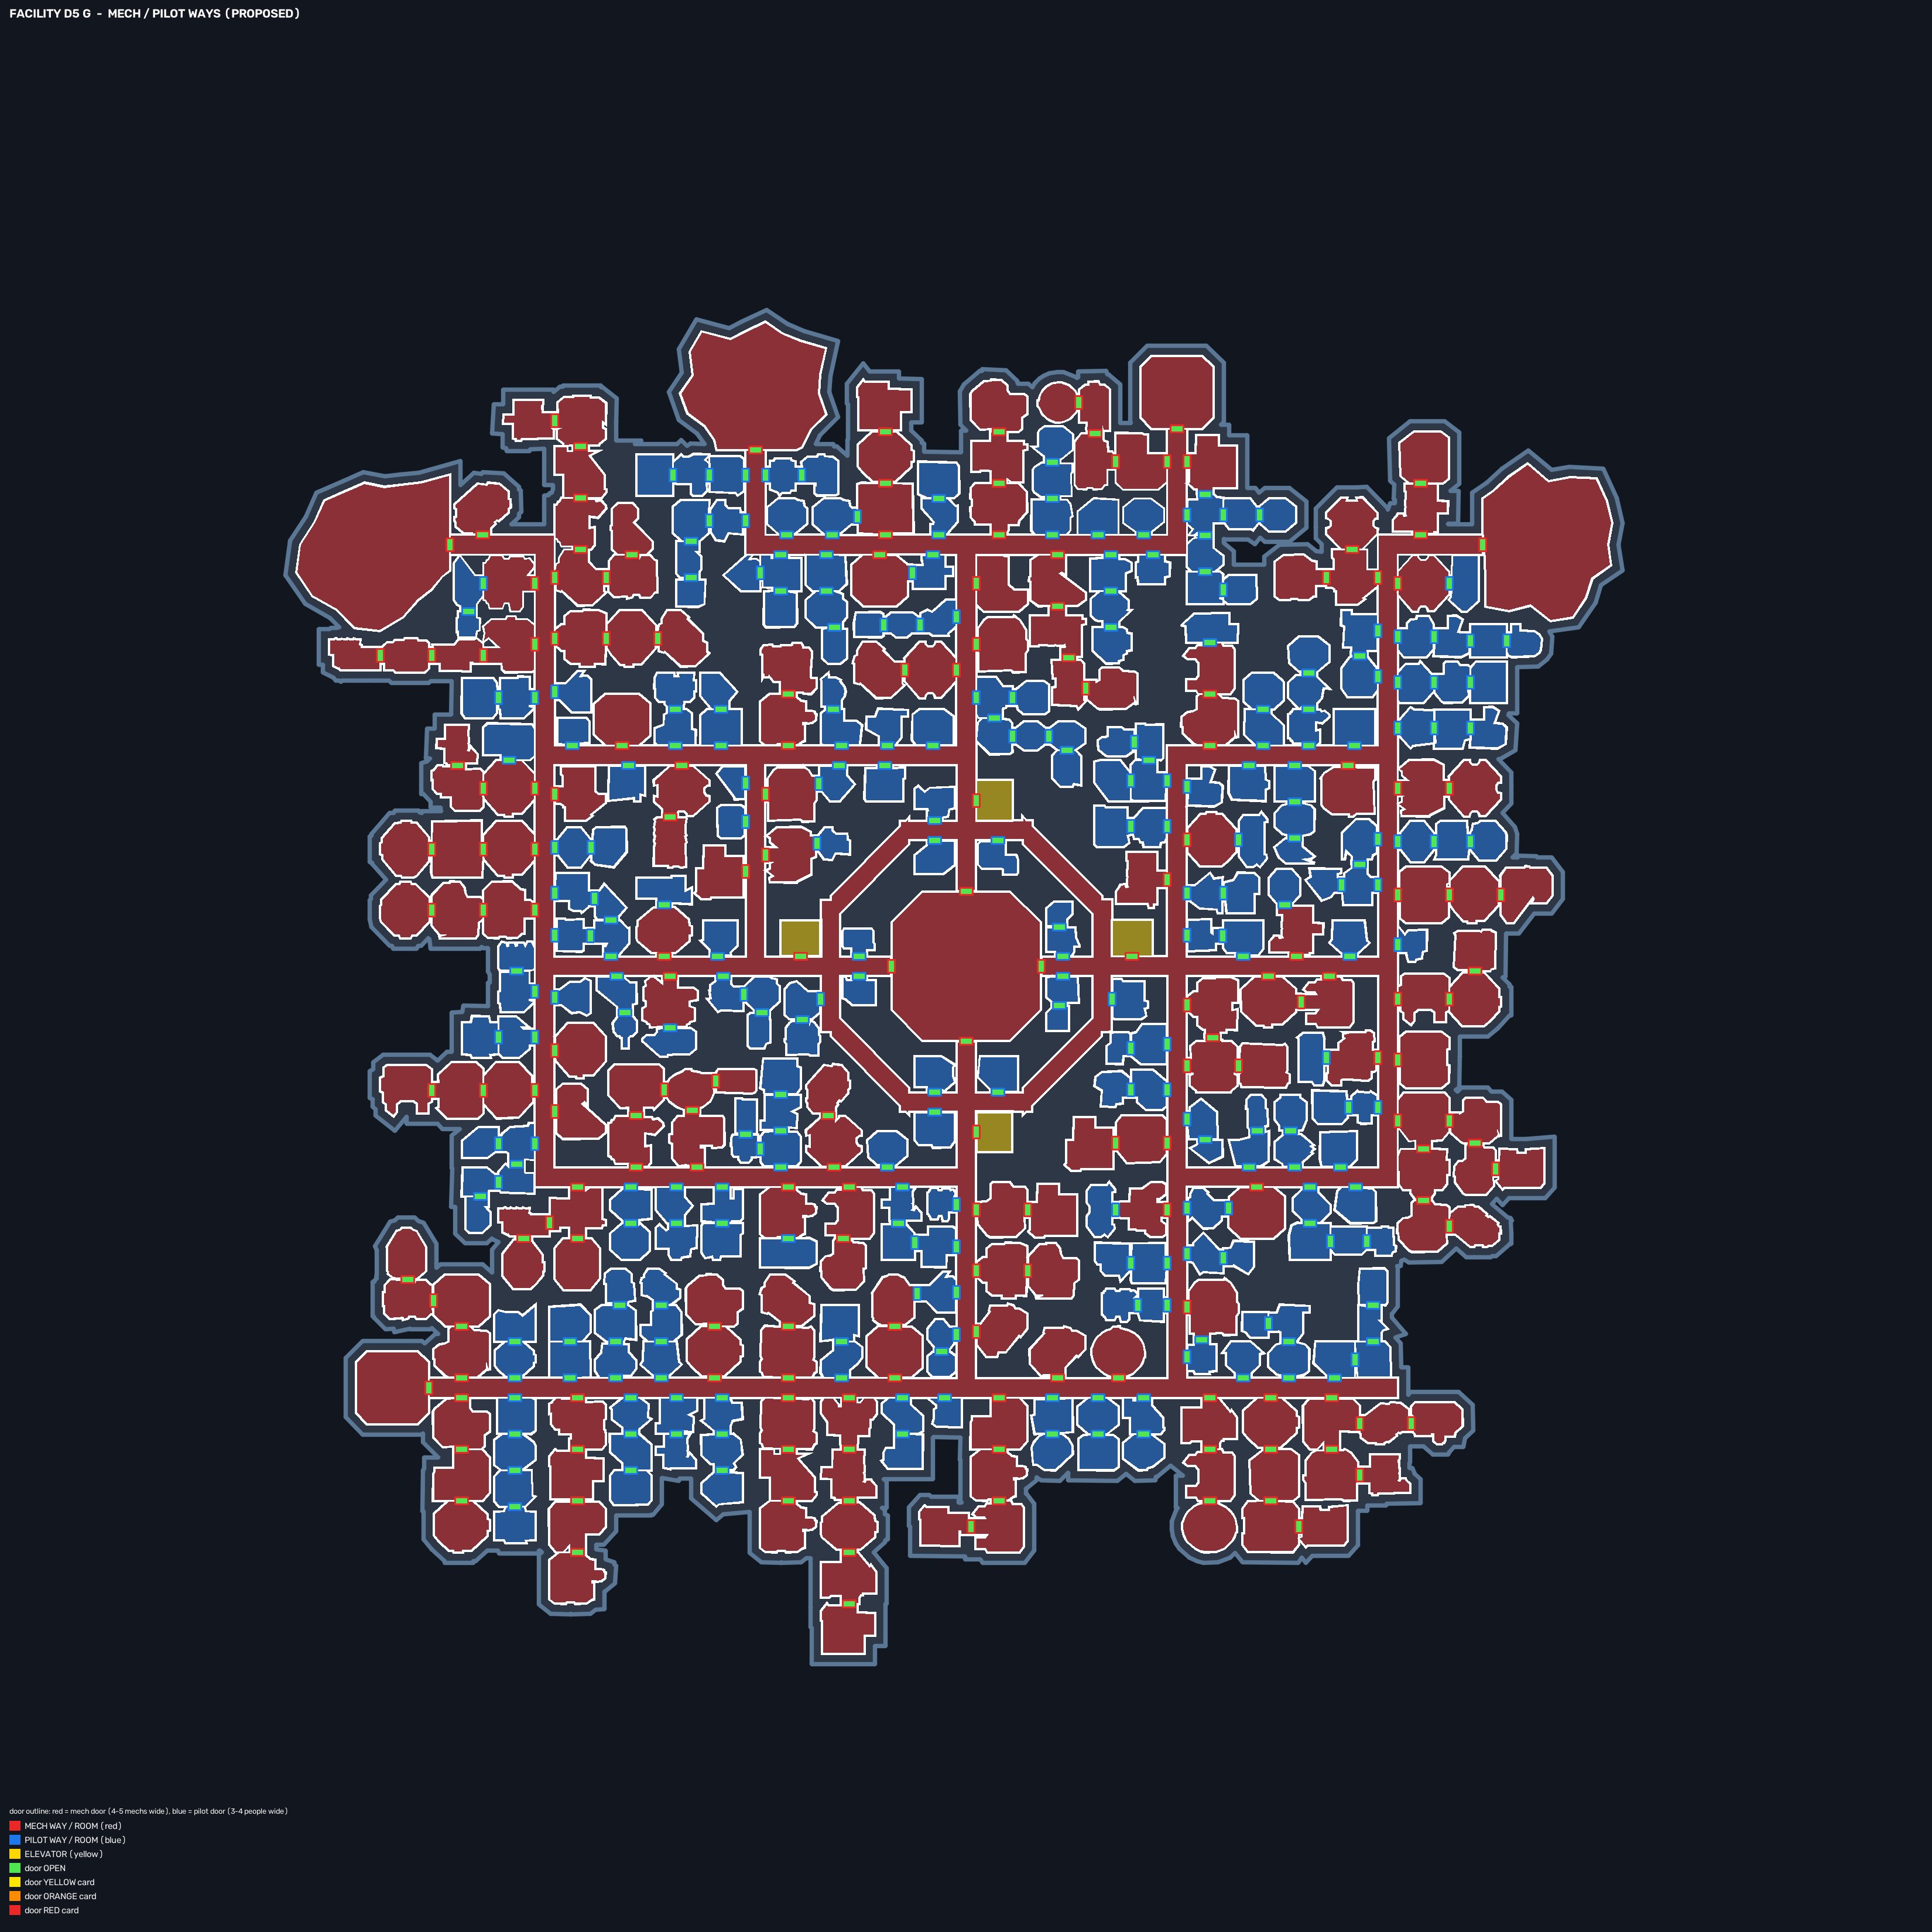 FACILITY D5 G - MECH / PILOT WAYS (PROPOSED)
door outline: red = mech door (4-5 mechs wide), blue = pilot door (3-4 people wide)
MECH WAY / ROOM (red)
PILOT WAY / ROOM (blue)
ELEVATOR (yellow)
door OPEN
door YELLOW card
door ORANGE card
door RED card